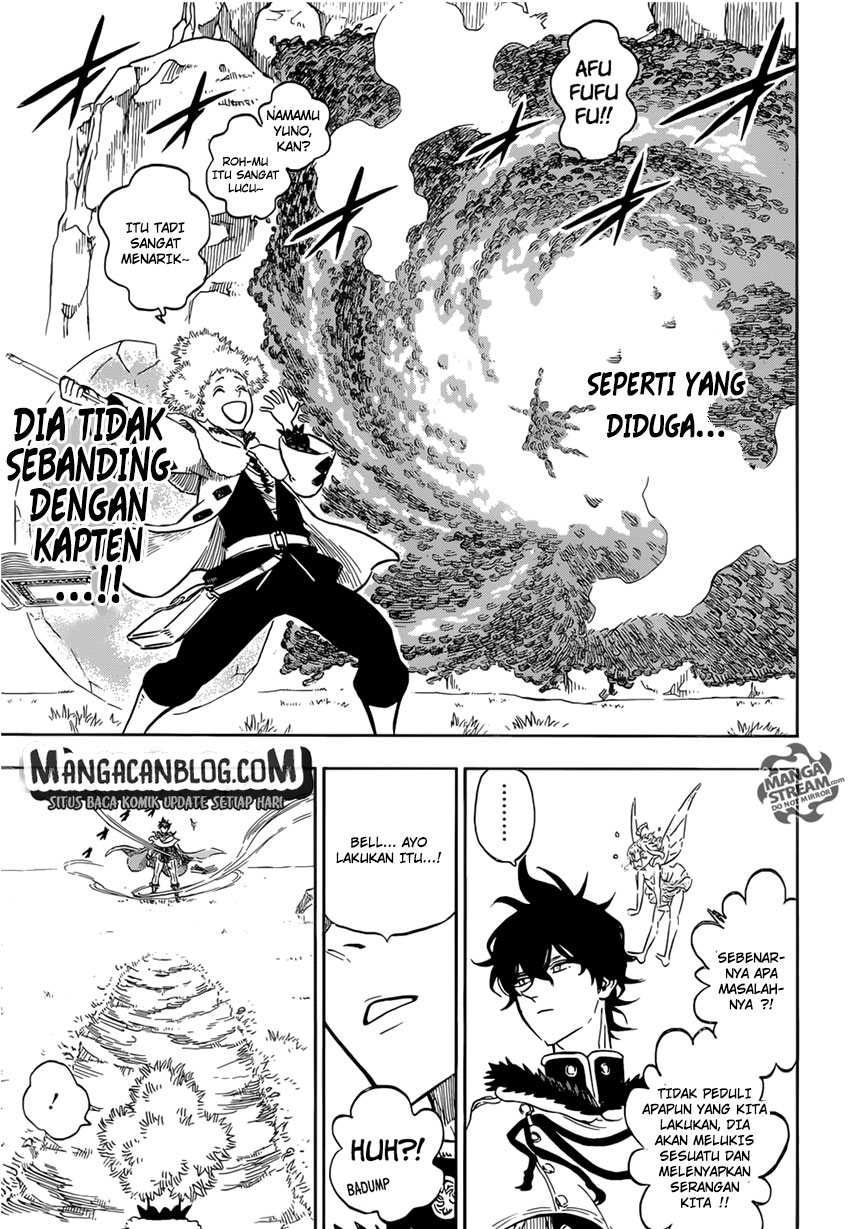 AFU
FUFU
FU!!
NAMAMU
YUNO,
KAN?
ROH-MU
ITU SANGAT
LUCU~
ITU TADI
SANGAT
MENARIK~
SEPERTI YANG
DIDUGA...
DIA TIDAK
SEBANDING
DENGAN
KAPTEN
...!!
MANGACANBLOG.COM
SITUS BACA KOMIK UPDATE SETIAP HARI
MANGA
STREAM.com
DO NOT MIRROR
........
SEBENAR-
NYA APA
MASALAH-
NYA ?!
TIDAK PEDULI
APAPUN YANG KITA
LAKUKAN, DIA
AKAN MELUKIS
SESUATU DAN
MELENYAPKAN
SERANGAN
KITA !!
BELL... AYO
LAKUKAN ITU...!
HUH?!
BADUMP
!